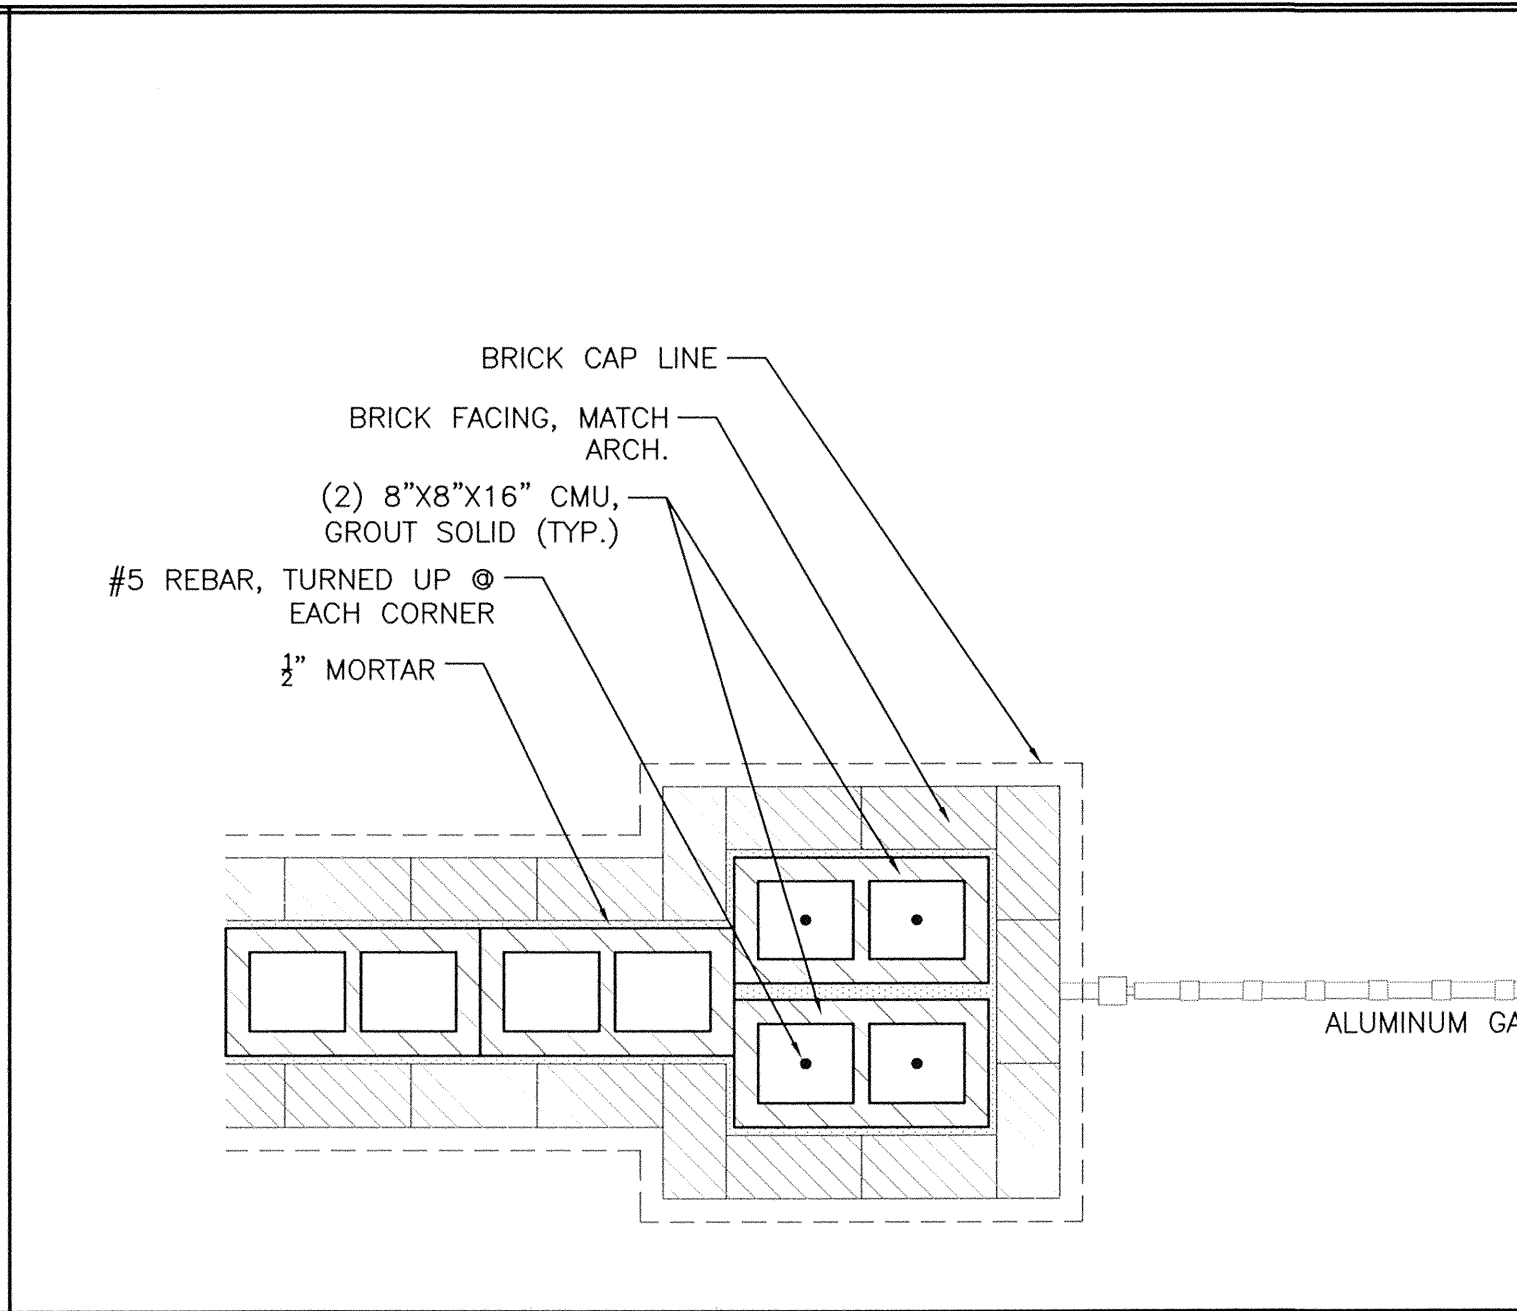 BRICK CAP LINE
BRICK FACING, MATCH
ARCH.
(2) 8"X8"X16" CMU,
GROUT SOLID (TYP.)
#5 REBAR, TURNED UP @
EACH CORNER
½" MORTAR
ALUMINUM GA